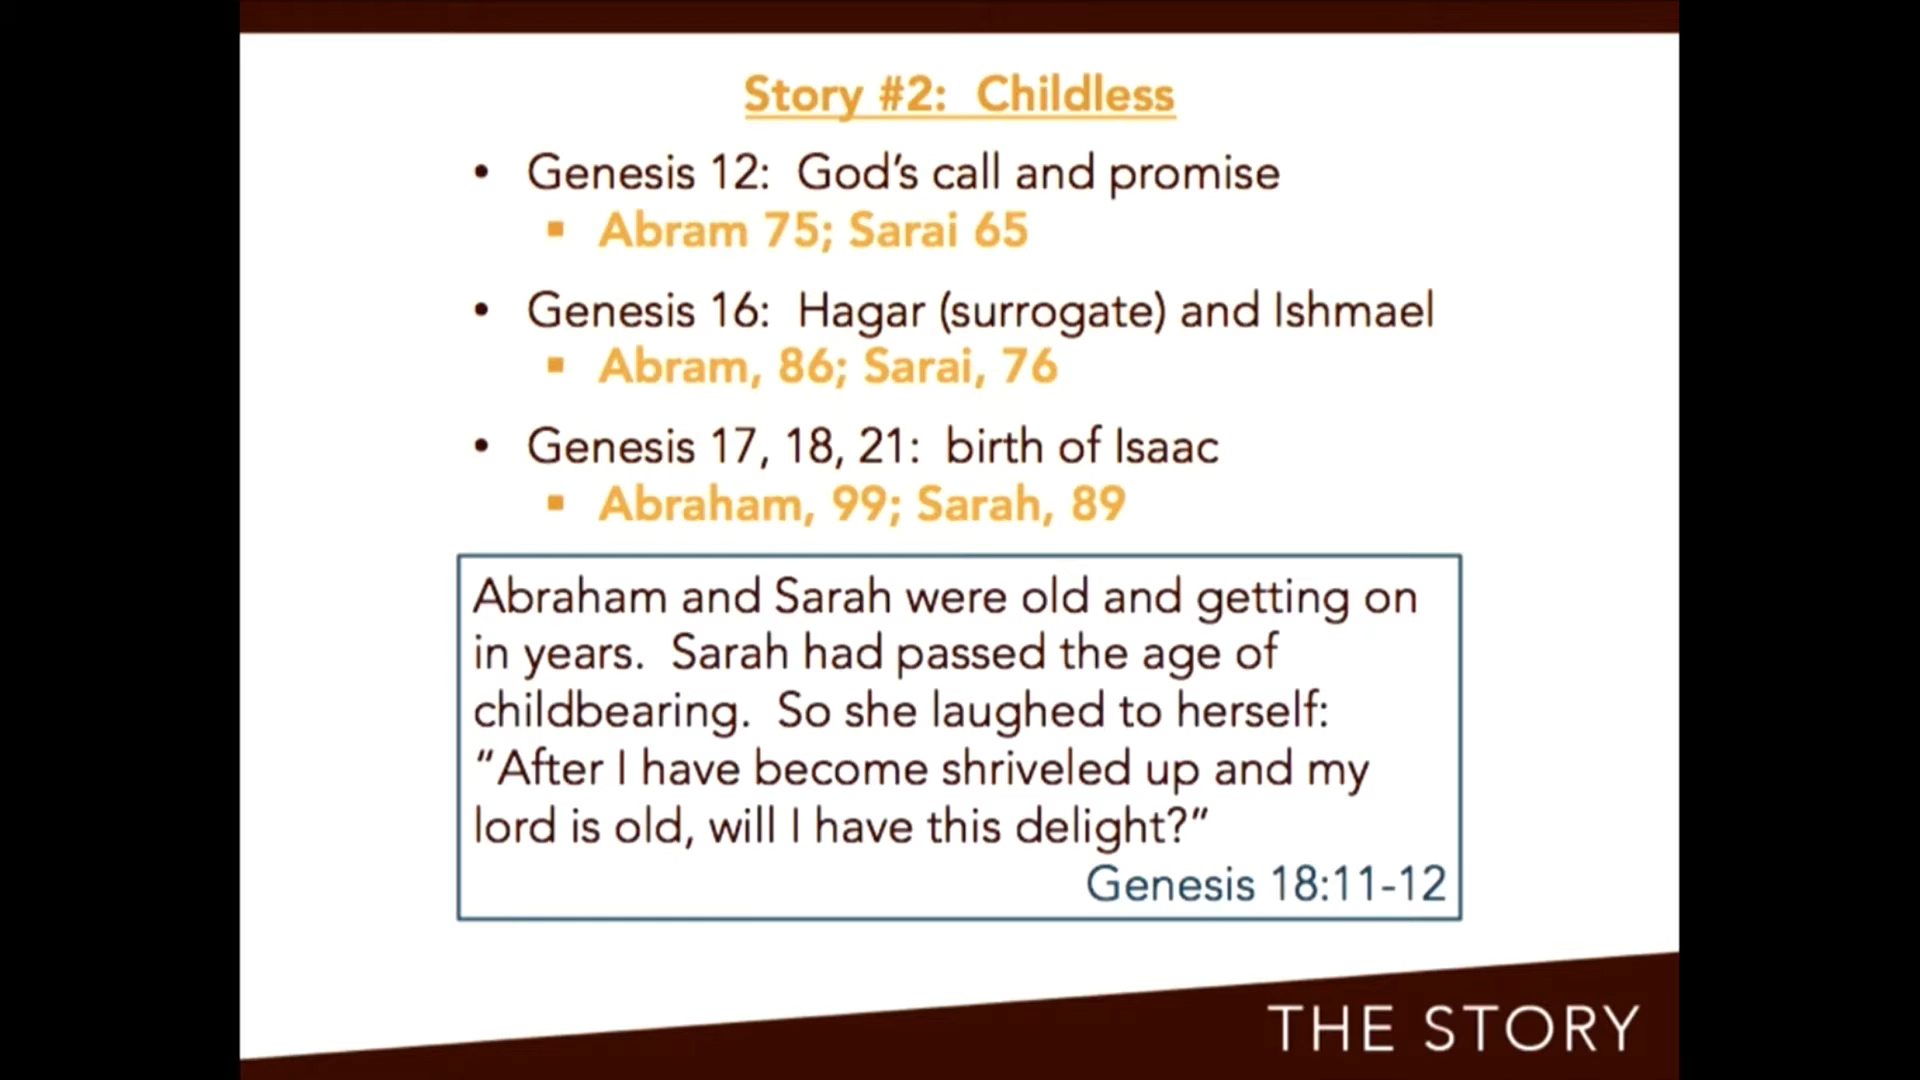 Story #2:  Childless
• Genesis 12:  God’s call and promise
▪ Abram 75; Sarai 65
• Genesis 16:  Hagar (surrogate) and Ishmael
▪ Abram, 86; Sarai, 76
• Genesis 17, 18, 21:  birth of Isaac
▪ Abraham, 99; Sarah, 89
Abraham and Sarah were old and getting on
in years.  Sarah had passed the age of
childbearing.  So she laughed to herself:
“After I have become shriveled up and my
lord is old, will I have this delight?”
Genesis 18:11-12
THE STORY